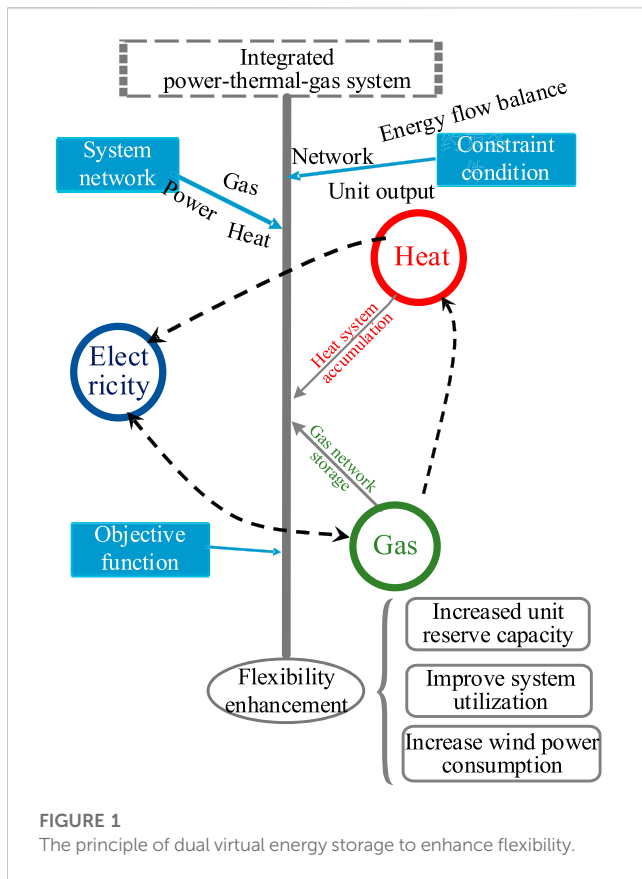 Integrated
power-thermal-gas system
Energy flow balance
System
network
Gas
Power Heat
Network
Unit output
Constraint
condition
Heat
Heat system
accumulation
Elect
ricity
Gas network
storage
Gas
Objective
function
Flexibility
enhancement
Increased unit
reserve capacity
Improve system
utilization
Increase wind power
consumption
FIGURE 1
The principle of dual virtual energy storage to enhance flexibility.